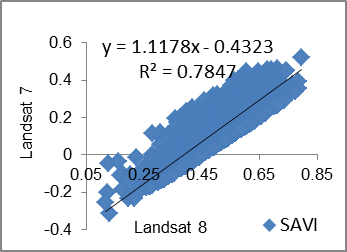 0.6
y = 1.1178x - 0.4323
R² = 0.7847
0.4
0.2
0
0.05 0.25 0.45 0.65 0.85
-0.2
-0.4
Landsat 7
Landsat 8
SAVI